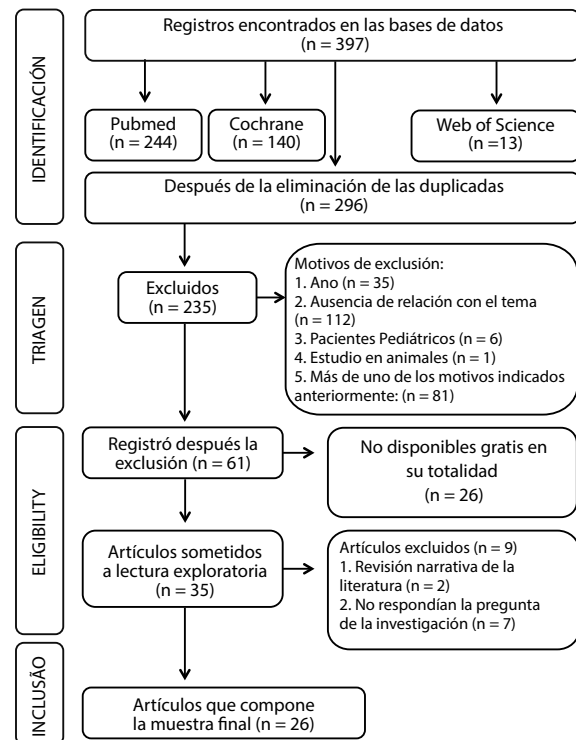 IDENTIFICACIÓN
Registros encontrados en las bases de datos
(n = 397)
Pubmed
(n = 244)
Cochrane
(n = 140)
Web of Science
(n =13)
Después de la eliminación de las duplicadas
(n = 296)
TRIAGEN
Excluidos
(n = 235)
Motivos de exclusión:
1. Ano (n = 35)
2. Ausencia de relación con el tema
(n = 112)
3. Pacientes Pediátricos (n = 6)
4. Estudio en animales (n = 1)
5. Más de uno de los motivos indicados
anteriormente: (n = 81)
ELIGIBILITY
Registró después la
exclusión (n = 61)
No disponibles gratis en
su totalidad
(n = 26)
Artículos sometidos
a lectura exploratoria
(n = 35)
Artículos excluidos (n = 9)
1. Revisión narrativa de la
literatura (n = 2)
2. No respondían la pregunta
de la investigación (n = 7)
INCLUSÃO
Artículos que compone
la muestra final (n = 26)